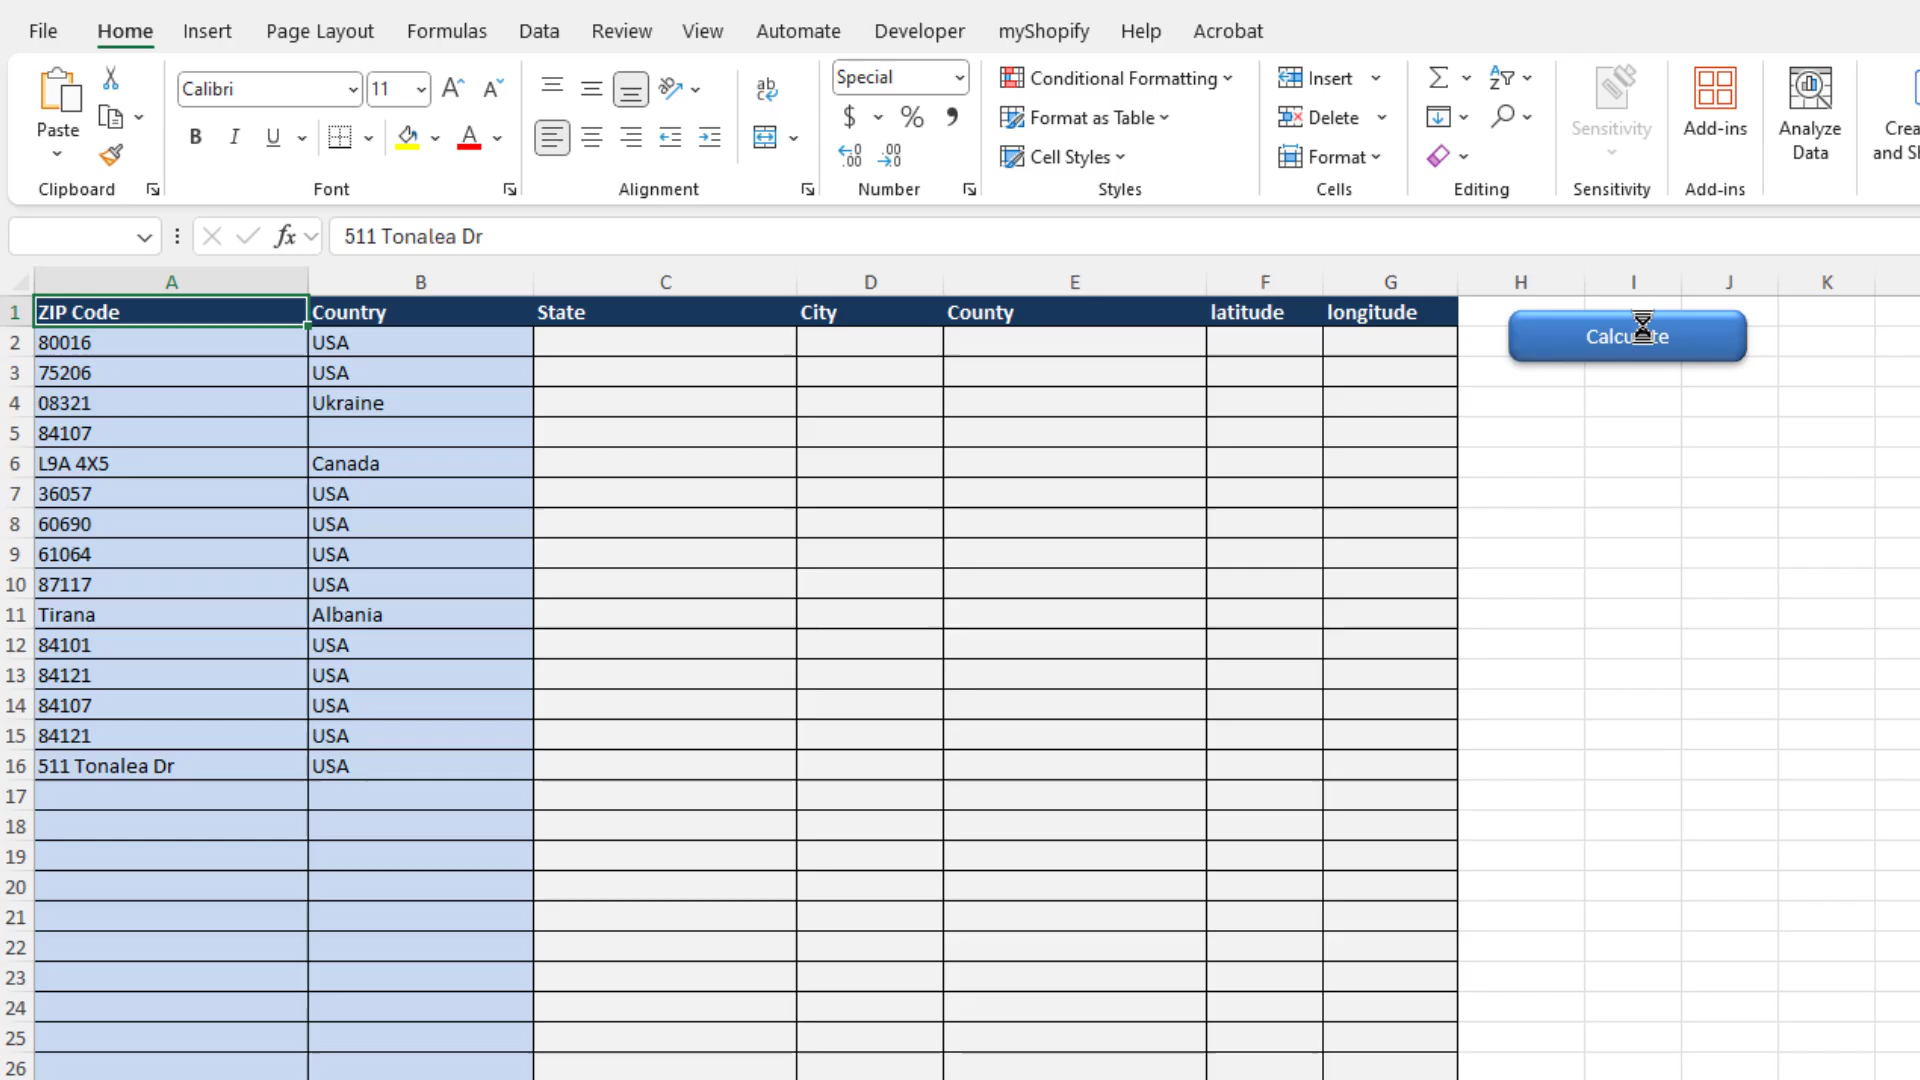 File Home Insert Page Layout Formulas Data Review View Automate Developer myShopify Help Acrobat
Calibri 11 A A ab Special Conditional Formatting Insert Σ
Paste B I U A $ % , Format as Table Delete Sensitivity Add-ins Analyze
.00 .00 Cell Styles Format Data and
Clipboard Font Alignment Number Styles Cells Editing Sensitivity Add-ins
fx 511 Tonalea Dr
A B C D E F G H I J K
1 ZIP Code Country State City County latitude longitude
2 80016 USA
3 75206 USA
4 08321 Ukraine
5 84107
6 L9A 4X5 Canada
7 36057 USA
8 60690 USA
9 61064 USA
10 87117 USA
11 Tirana Albania
12 84101 USA
13 84121 USA
14 84107 USA
15 84121 USA
16 511 Tonalea Dr USA
17
18
19
20
21
22
23
24
25
26